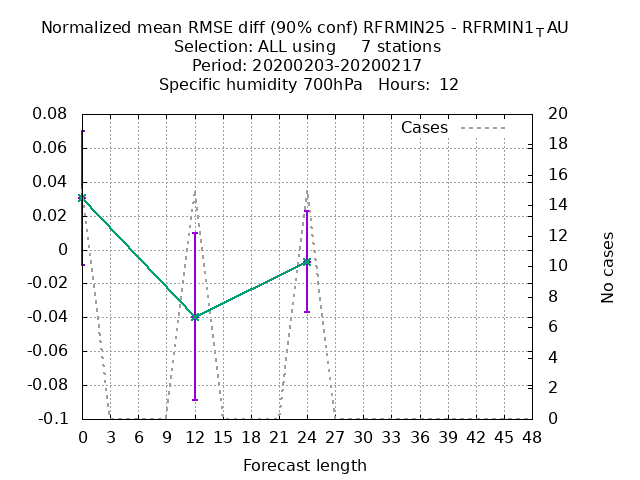 Normalized mean RMSE diff (90% conf) RFRMIN25 - RFRMIN1_TAU
Selection: ALL using     7 stations
Period: 20200203-20200217
Specific humidity 700hPa   Hours:  12
Cases
0.08
0.06
0.04
0.02
0
-0.02
-0.04
-0.06
-0.08
-0.1
20
18
16
14
12
10
8
6
4
2
0
No cases
0 3 6 9 12 15 18 21 24 27 30 33 36 39 42 45 48
Forecast length